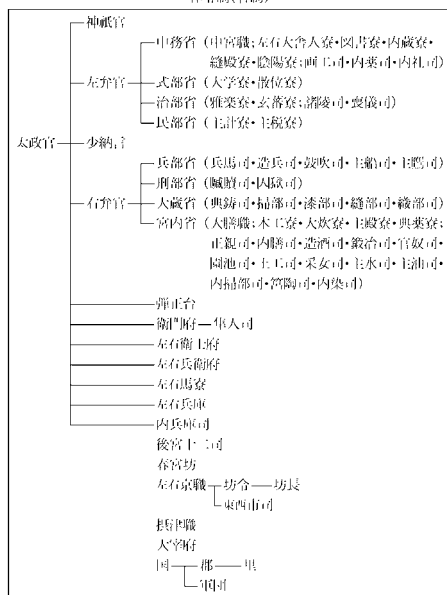 神祇官
中務省（中宮職;左右大舎人寮・図書寮・内蔵寮・
縫殿寮・陰陽寮;画工司・内薬司・内礼司）
左弁官
式部省（大学寮・散位寮）
治部省（雅楽寮・玄蕃寮;諸陵司・喪儀司）
民部省（主計寮・主税寮）
太政官
少納言
兵部省（兵馬司・造兵司・鼓吹司・主船司・主鷹司）
刑部省（贓贖司・囚獄司）
右弁官
大蔵省（典鋳司・掃部司・漆部司・縫部司・織部司）
宮内省（大膳職;木工寮・大炊寮・主殿寮・典薬寮;
正親司・内膳司・造酒司・鍛冶司・官奴司・
園池司・土工司・采女司・主水司・主油司・
内掃部司・筥陶司・内染司）
弾正台
衛門府
隼人司
左右衛士府
左右兵衛府
左右馬寮
左右兵庫
内兵庫司
後宮十二司
春宮坊
左右京職
坊令
坊長
東西市司
摂津職
大宰府
国
郡
里
軍団